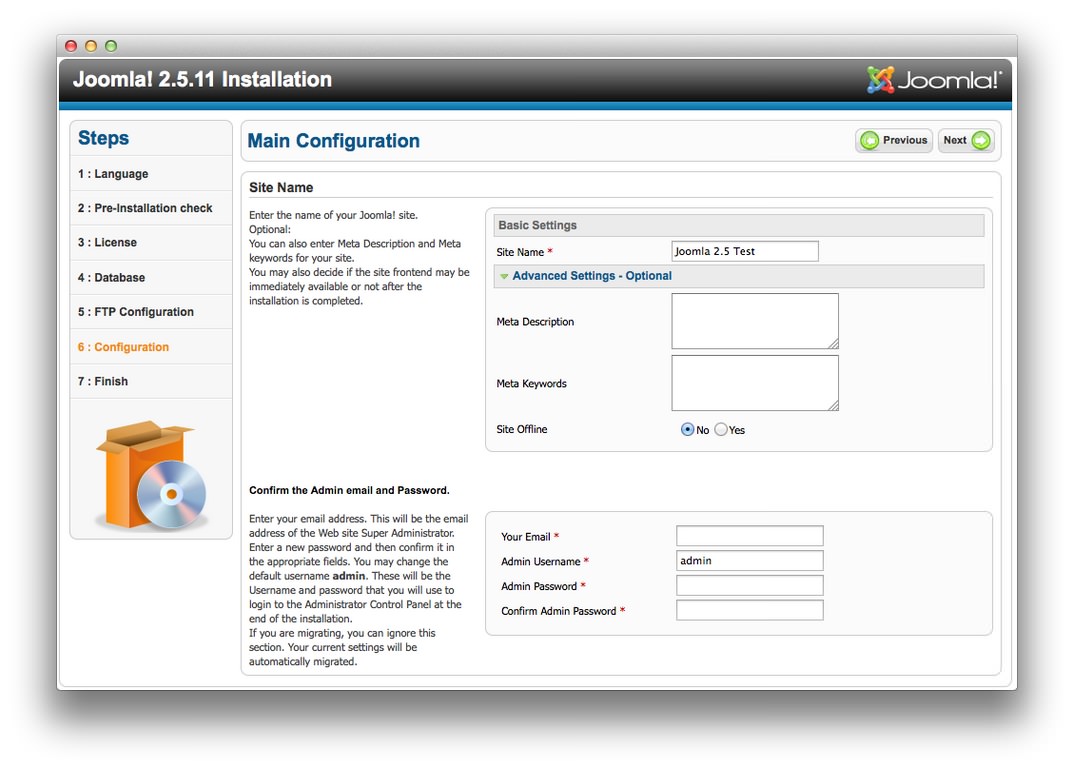 Joomla! 2.5.11 Installation
Joomla!
Steps
1 : Language
2 : Pre-Installation check
3 : License
4 : Database
5 : FTP Configuration
6 : Configuration
7 : Finish
Main Configuration
Previous
Next
Site Name
Enter the name of your Joomla! site.
Optional:
You can also enter Meta Description and Meta
keywords for your site.
You may also decide if the site frontend may be
immediately available or not after the
installation is completed.
Basic Settings
Site Name *
Joomla 2.5 Test
Advanced Settings - Optional
Meta Description
Meta Keywords
Site Offline
No
Yes
Confirm the Admin email and Password.
Enter your email address. This will be the email
address of the Web site Super Administrator.
Enter a new password and then confirm it in
the appropriate fields. You may change the
default username admin. These will be the
Username and password that you will use to
login to the Administrator Control Panel at the
end of the installation.
If you are migrating, you can ignore this
section. Your current settings will be
automatically migrated.
Your Email *
Admin Username *
admin
Admin Password *
Confirm Admin Password *